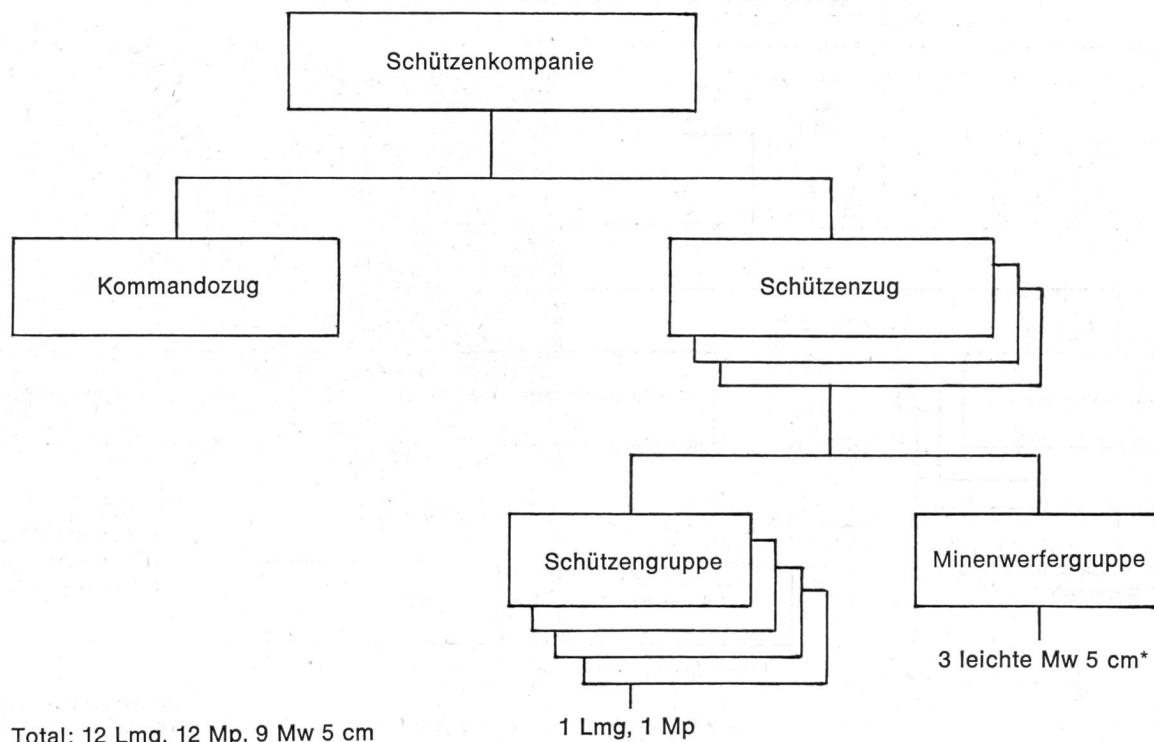 Schützenkompanie
Kommandozug
Schützenzug
Schützengruppe
Minenwerfergruppe
3 leichte Mw 5 cm*
1 Lmg, 1 Mp
Total: 12 Lmg, 12 Mp, 9 Mw 5 cm